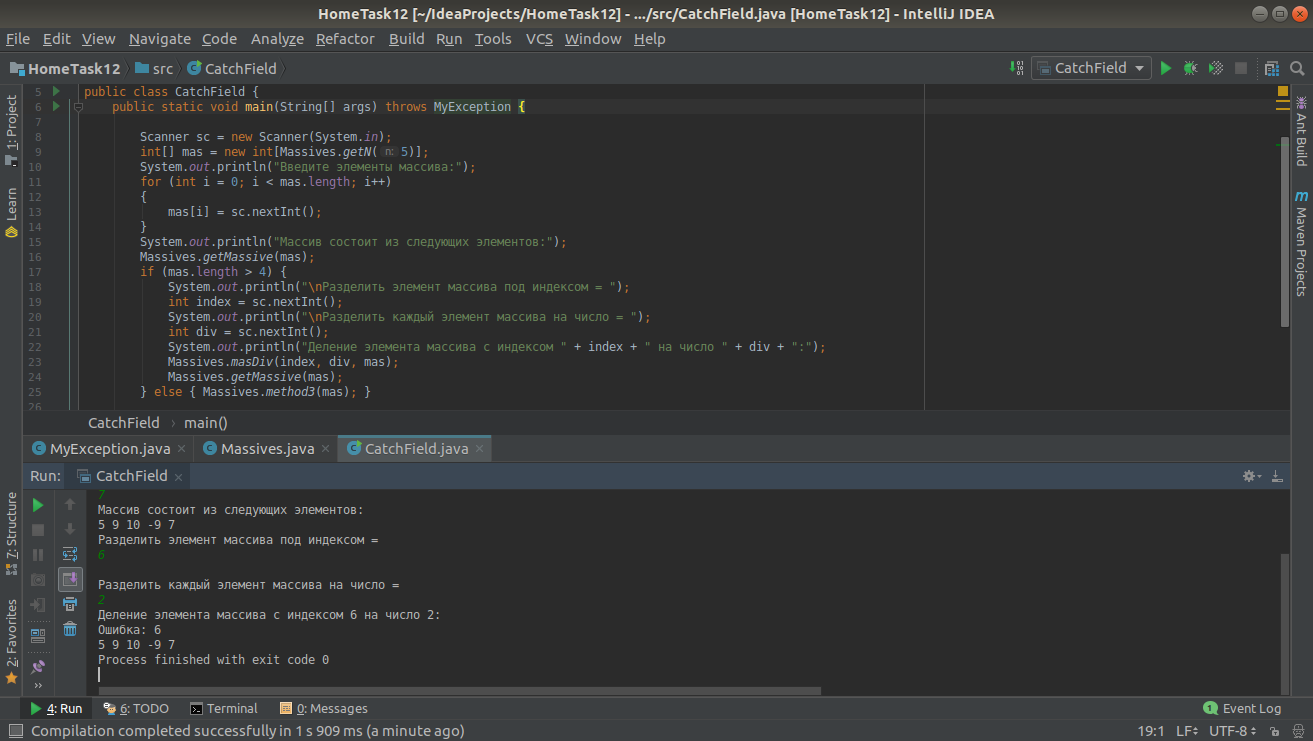 HomeTask12 [~/IdeaProjects/HomeTask12] - .../src/CatchField.java [HomeTask12] - IntelliJ IDEA
File Edit View Navigate Code Analyze Refactor Build Run Tools VCS Window Help
HomeTask12 src CatchField
CatchField
1: Project
Learn
7: Structure
2: Favorites
Ant Build
Maven Projects
5 public class CatchField {
6 public static void main(String[] args) throws MyException {
7
8 Scanner sc = new Scanner(System.in);
9 int[] mas = new int[Massives.getN( n: 5)];
10 System.out.println("Введите элементы массива:");
11 for (int i = 0; i < mas.length; i++)
12 {
13 mas[i] = sc.nextInt();
14 }
15 System.out.println("Массив состоит из следующих элементов:");
16 Massives.getMassive(mas);
17 if (mas.length > 4) {
18 System.out.println("\nРазделить элемент массива под индексом = ");
19 int index = sc.nextInt();
20 System.out.println("\nРазделить каждый элемент массива на число = ");
21 int div = sc.nextInt();
22 System.out.println("Деление элемента массива с индексом " + index + " на число " + div + ":");
23 Massives.masDiv(index, div, mas);
24 Massives.getMassive(mas);
25 } else { Massives.method3(mas); }
26
CatchField main()
MyException.java Massives.java CatchField.java
Run: CatchField
7
Массив состоит из следующих элементов:
5 9 10 -9 7
Разделить элемент массива под индексом =
6
Разделить каждый элемент массива на число =
2
Деление элемента массива с индексом 6 на число 2:
Ошибка: 6
5 9 10 -9 7
Process finished with exit code 0
4: Run 6: TODO Terminal 0: Messages 1 Event Log
Compilation completed successfully in 1 s 909 ms (a minute ago) 19:1 LF UTF-8